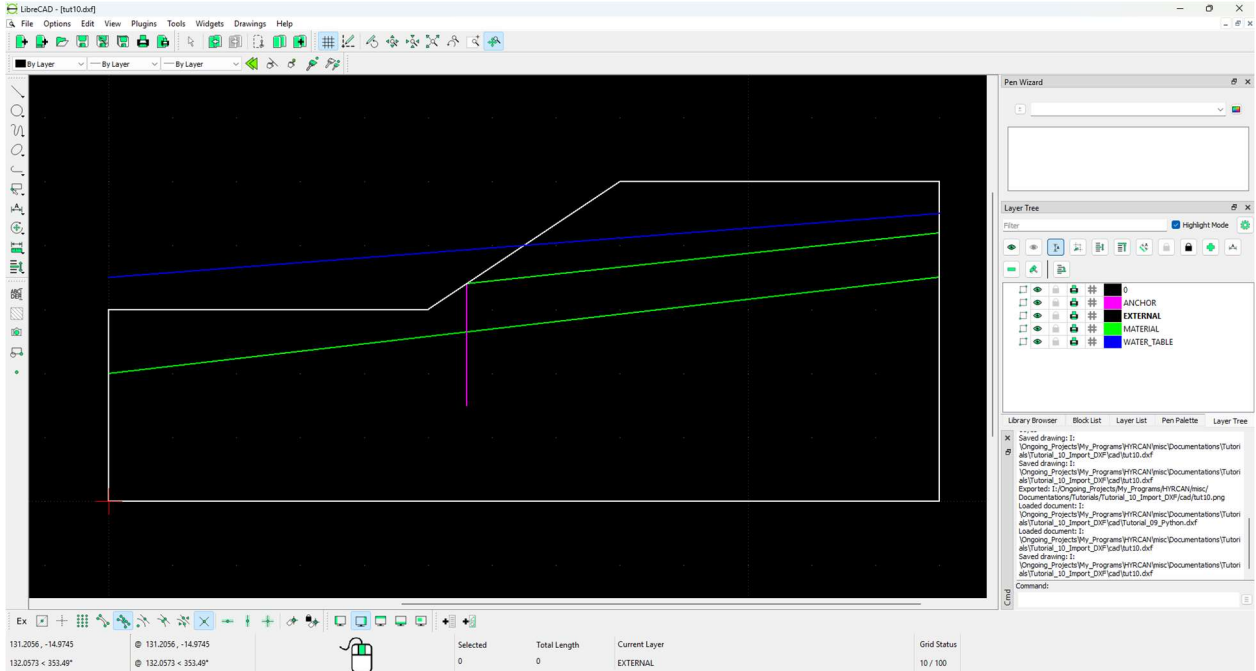 LibreCAD - [tut10.dxf]
File Options Edit View Plugins Tools Widgets Drawings Help
By Layer By Layer By Layer
Pen Wizard
Layer Tree
Filter
Highlight Mode
0
ANCHOR
EXTERNAL
MATERIAL
WATER_TABLE
Library Browser Block List Layer List Pen Palette Layer Tree
Saved drawing: I:
\Ongoing_Projects\My_Programs\HYRCAN\misc\Documentations\Tutori
als\Tutorial_10_Import_DXF\cad\tut10.dxf
Saved drawing: I:
\Ongoing_Projects\My_Programs\HYRCAN\misc\Documentations\Tutori
als\Tutorial_10_Import_DXF\cad\tut10.dxf
Exported: I:/Ongoing_Projects/My_Programs/HYRCAN/misc/
Documentations/Tutorials/Tutorial_10_Import_DXF/cad/tut10.png
Loaded document: I:
\Ongoing_Projects\My_Programs\HYRCAN\misc\Documentations\Tutori
als\Tutorial_10_Import_DXF\cad\Tutorial_09_Python.dxf
Loaded document: I:
\Ongoing_Projects\My_Programs\HYRCAN\misc\Documentations\Tutori
als\Tutorial_10_Import_DXF\cad\tut10.dxf
Saved drawing: I:
\Ongoing_Projects\My_Programs\HYRCAN\misc\Documentations\Tutori
als\Tutorial_10_Import_DXF\cad\tut10.dxf
Command:
Cmd
Ex
131.2056 , -14.9745 @ 131.2056 , -14.9745 Selected Total Length Current Layer Grid Status
132.0573 < 353.49° @ 132.0573 < 353.49° 0 0 EXTERNAL 10 / 100